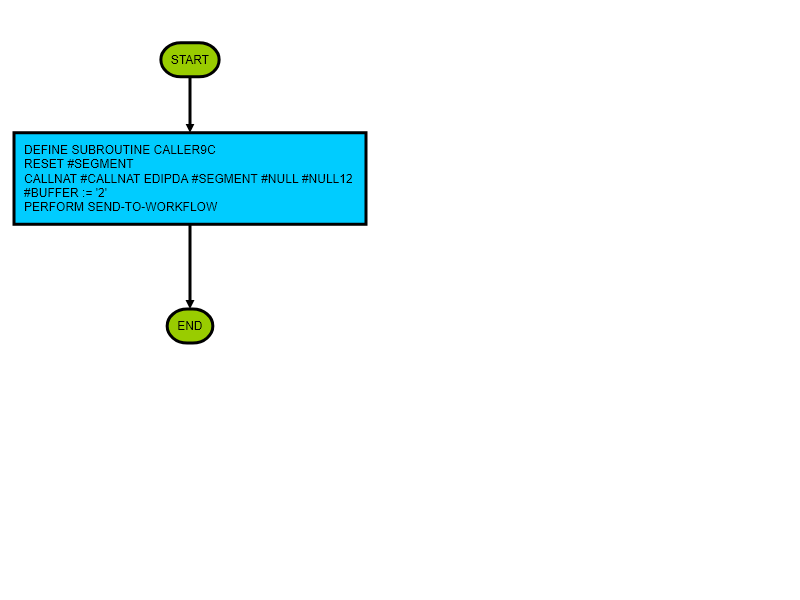 START
DEFINE SUBROUTINE CALLER9C
RESET #SEGMENT
CALLNAT #CALLNAT EDIPDA #SEGMENT #NULL #NULL12
#BUFFER := '2'
PERFORM SEND-TO-WORKFLOW
END